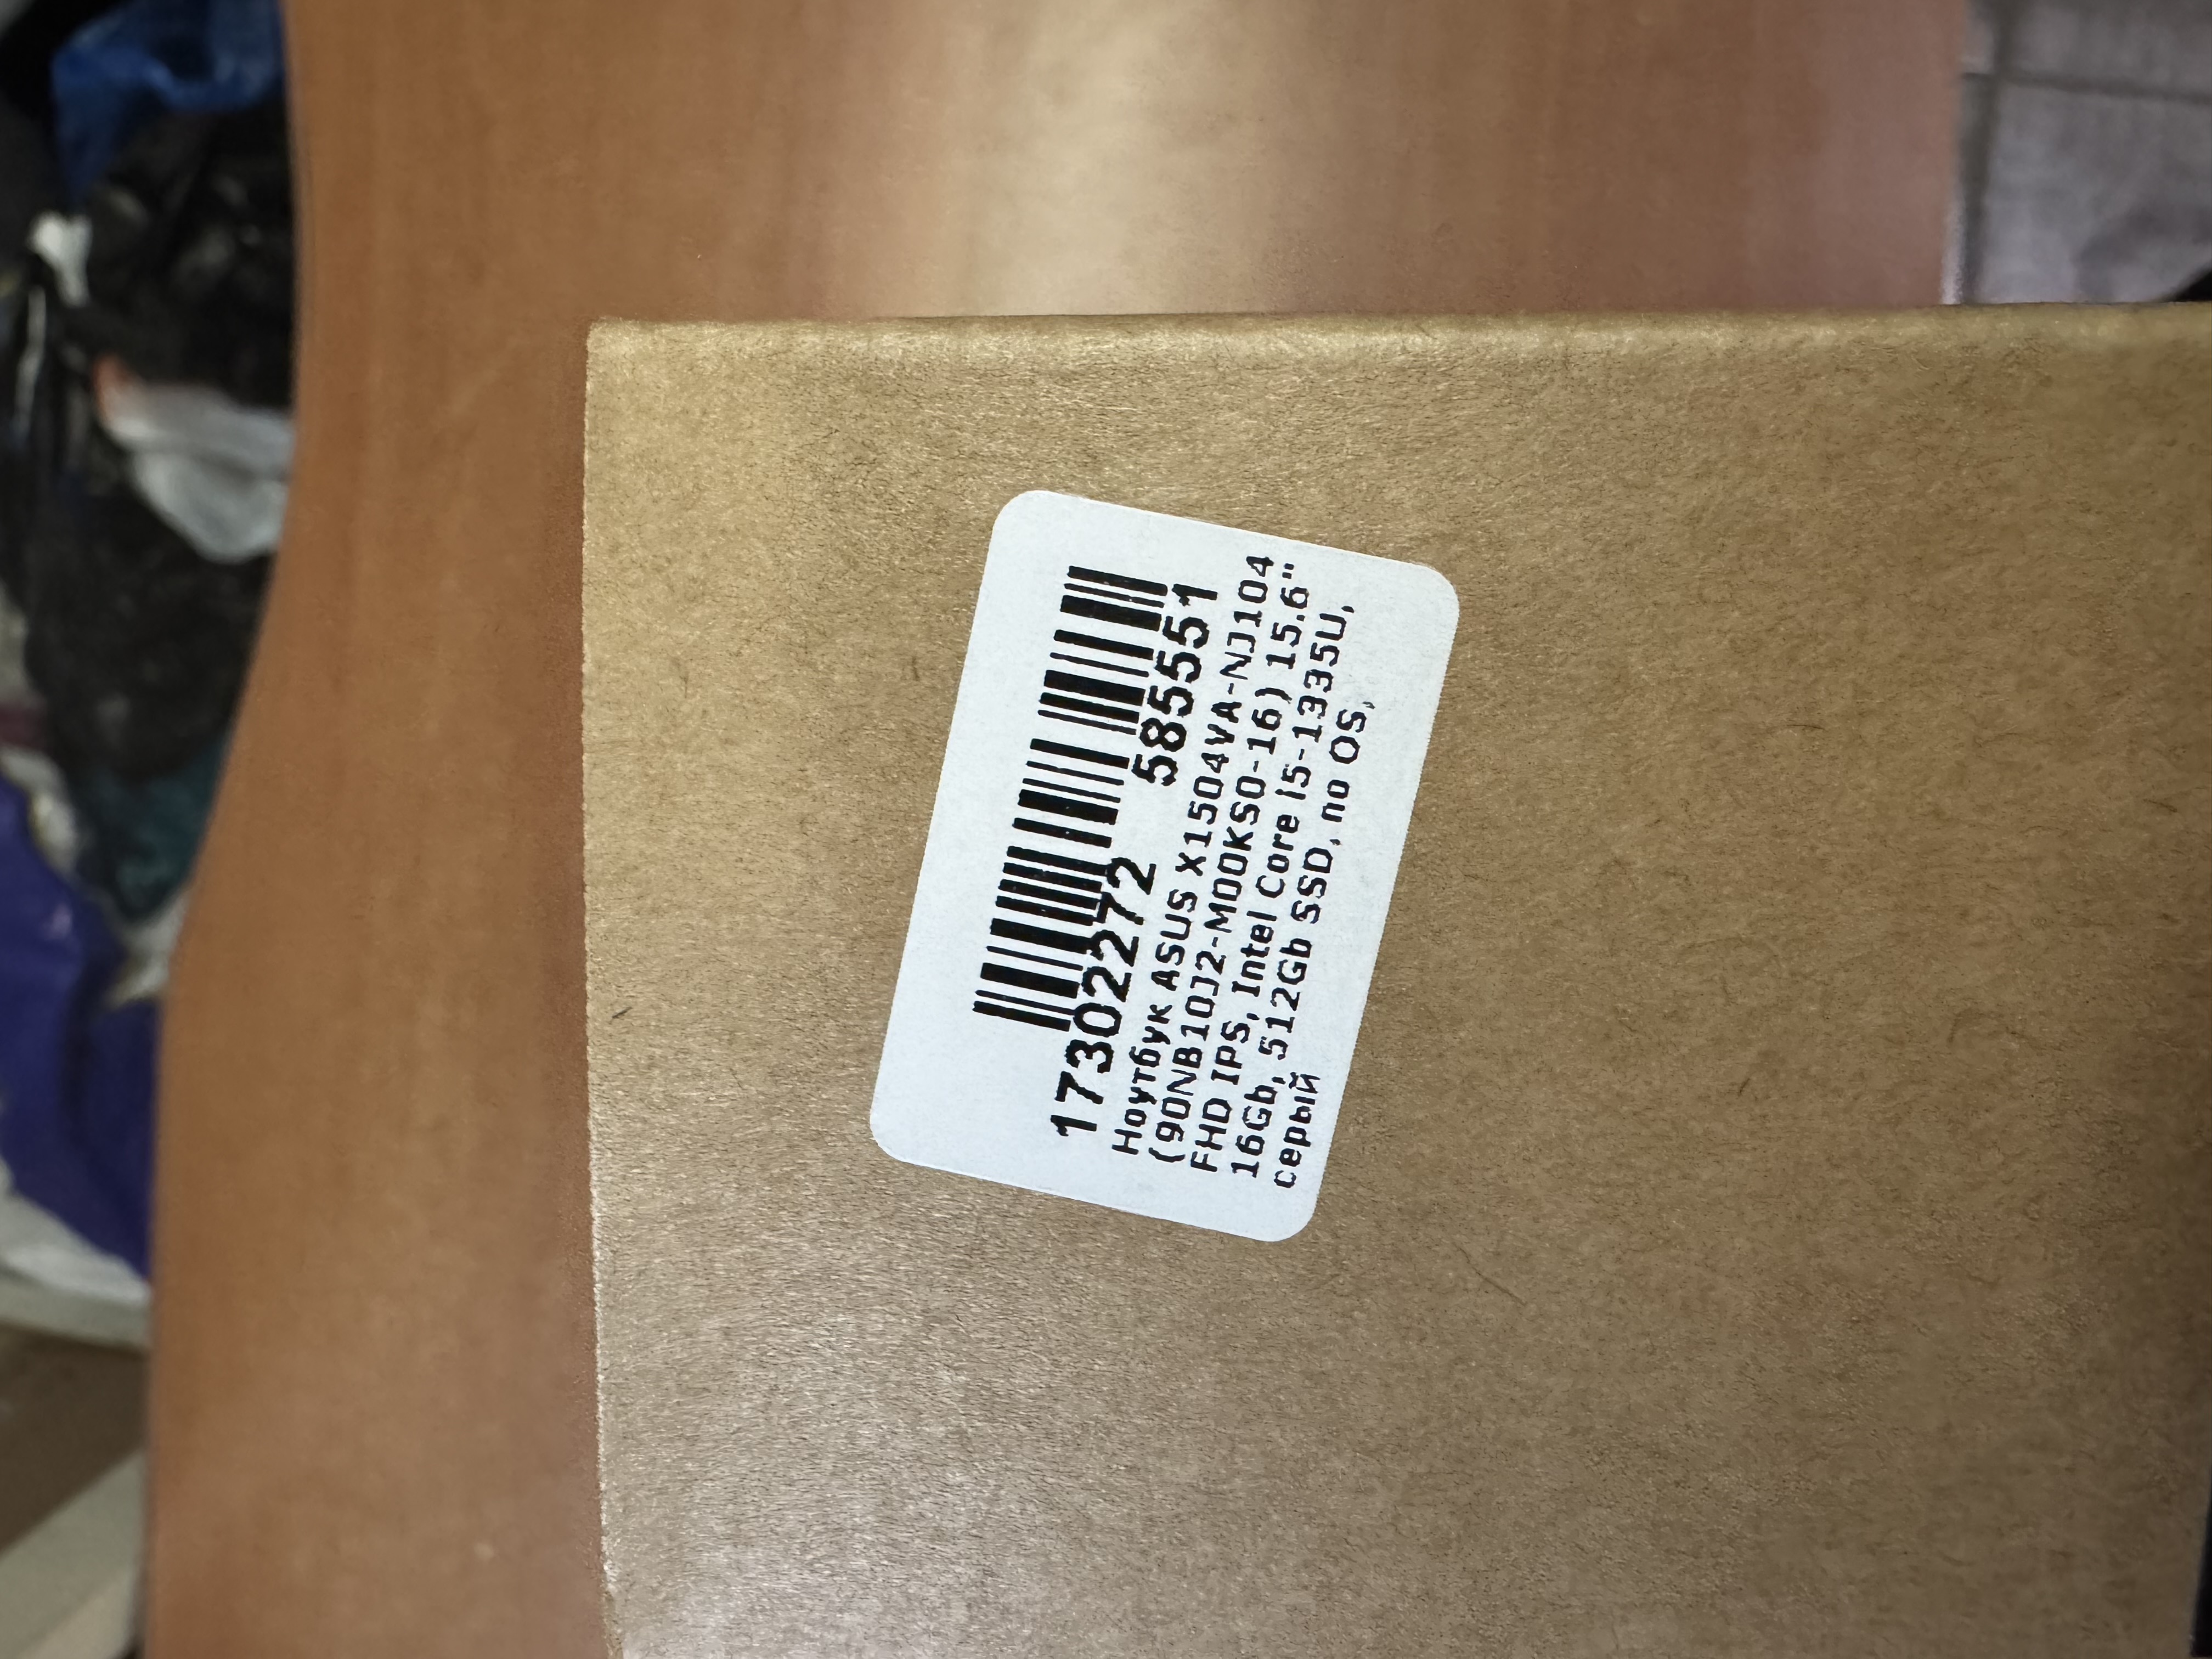 17302272 585551
Ноутбук ASUS X1504VA-NJ104
(90NB10J2-M00KS0-16) 15.6"
FHD IPS, Intel Core i5-1335U,
16Gb, 512Gb SSD, no OS,
серый